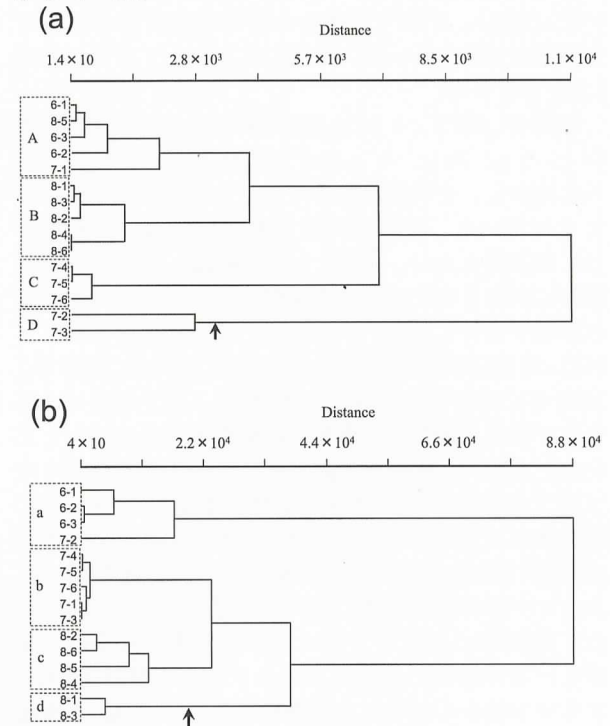 (a)
Distance
1.4 × 10 2.8 × 10³ 5.7 × 10³ 8.5 × 10³ 1.1 × 10⁴
A
6-1
8-5
6-3
6-2
7-1
B
8-1
8-3
8-2
8-4
8-6
C
7-4
7-5
7-6
D
7-2
7-3
(b)
Distance
4 × 10 2.2 × 10⁴ 4.4 × 10⁴ 6.6 × 10⁴ 8.8 × 10⁴
a
6-1
6-2
6-3
7-2
b
7-4
7-5
7-6
7-1
7-3
c
8-2
8-6
8-5
8-4
d
8-1
8-3